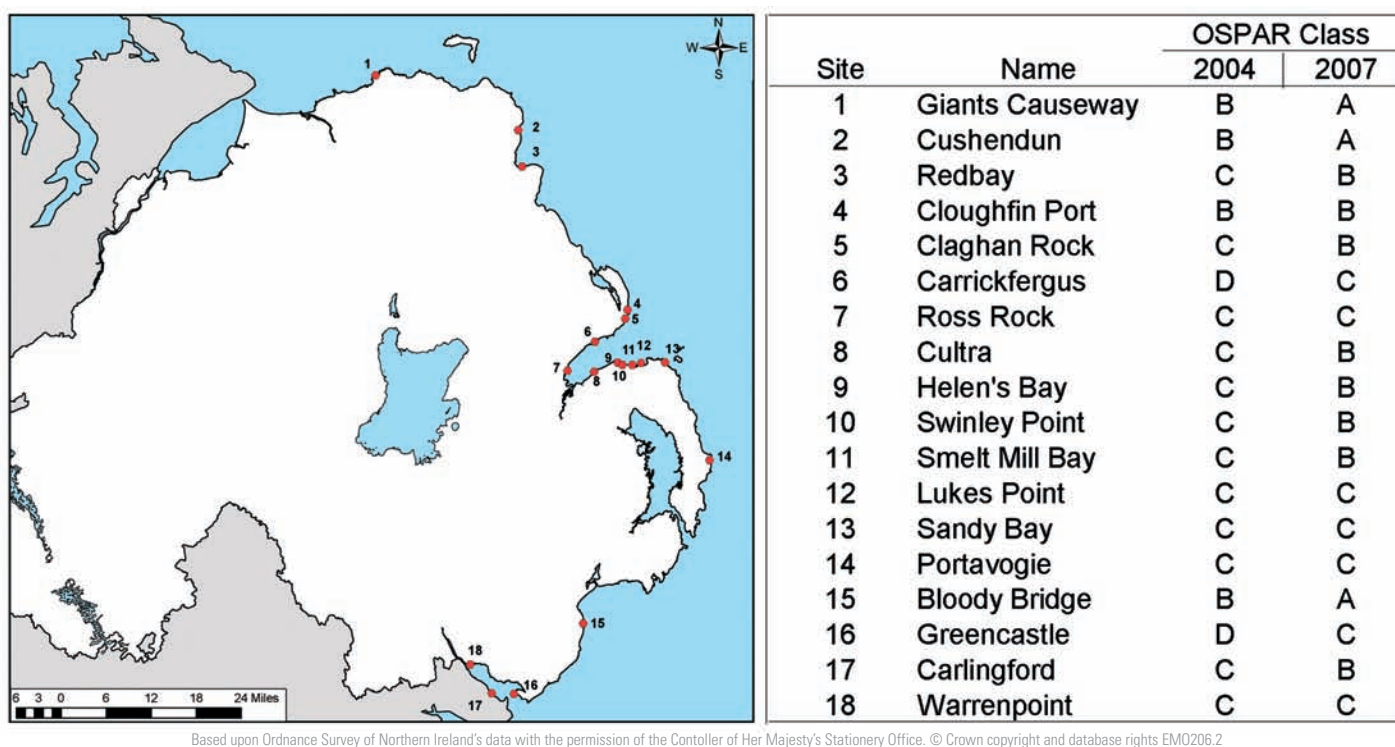 N
W E
S
1
2
3
4
5
6
7
8
9
10
11
12
13
14
15
16
17
18
6 3 0 6 12 18 24 Miles
OSPAR Class
Site Name 2004 2007
1 Giants Causeway B A
2 Cushendun B A
3 Redbay C B
4 Cloughfin Port B B
5 Claghan Rock C B
6 Carrickfergus D C
7 Ross Rock C C
8 Cultra C B
9 Helen's Bay C B
10 Swinley Point C B
11 Smelt Mill Bay C B
12 Lukes Point C C
13 Sandy Bay C C
14 Portavogie C C
15 Bloody Bridge B A
16 Greencastle D C
17 Carlingford C B
18 Warrenpoint C C
Based upon Ordnance Survey of Northern Ireland's data with the permission of the Contoller of Her Majesty's Stationery Office. © Crown copyright and database rights EMO206.2